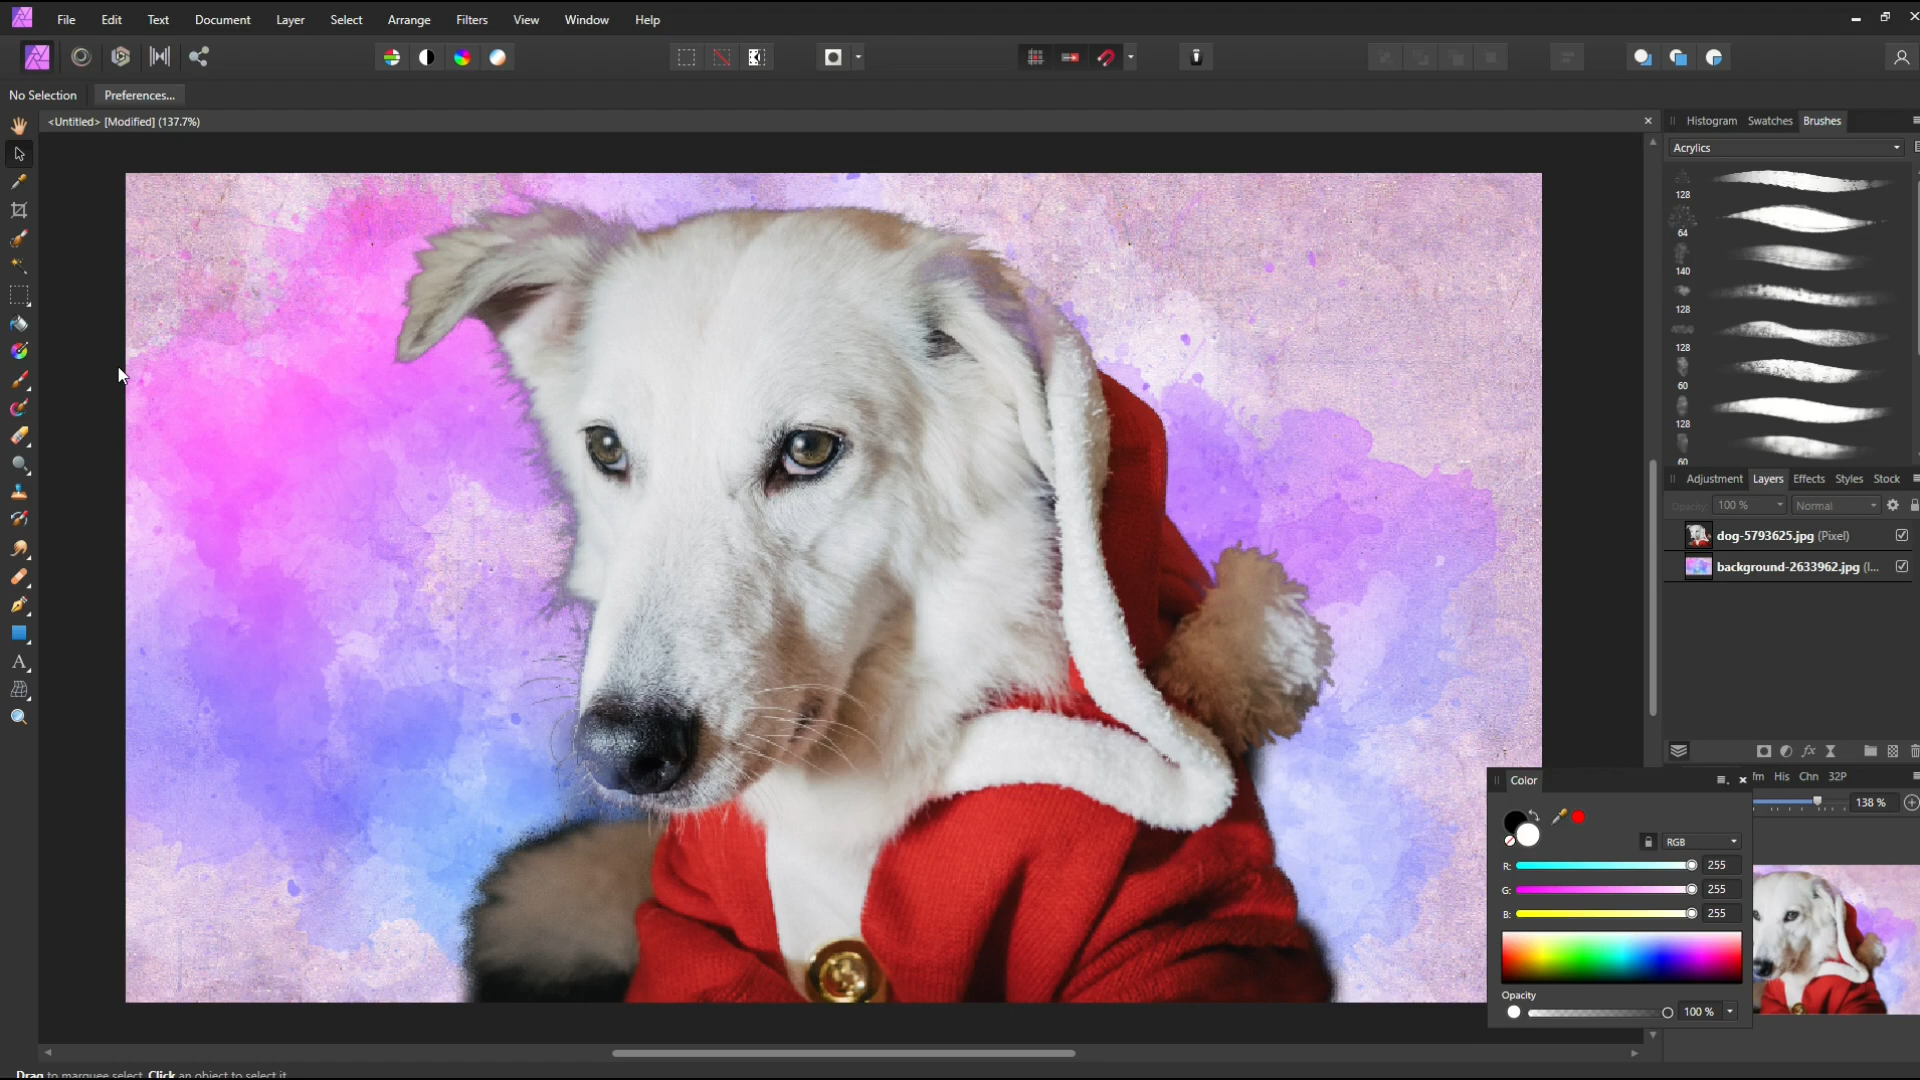 File Edit Text Document Layer Select Arrange Filters View Window Help
No Selection Preferences...
<Untitled> [Modified] (137.7%)
Histogram Swatches Brushes
Acrylics
128
64
140
128
128
60
128
60
Adjustment Layers Effects Styles Stock
Opacity: 100 % Normal
dog-5793625.jpg (Pixel)
background-2633962.jpg (I...
His Chn 32P
138 %
Color
RGB
R: 255
G: 255
B: 255
Opacity
100 %
A
Drag to marquee select. Click an object to select it.